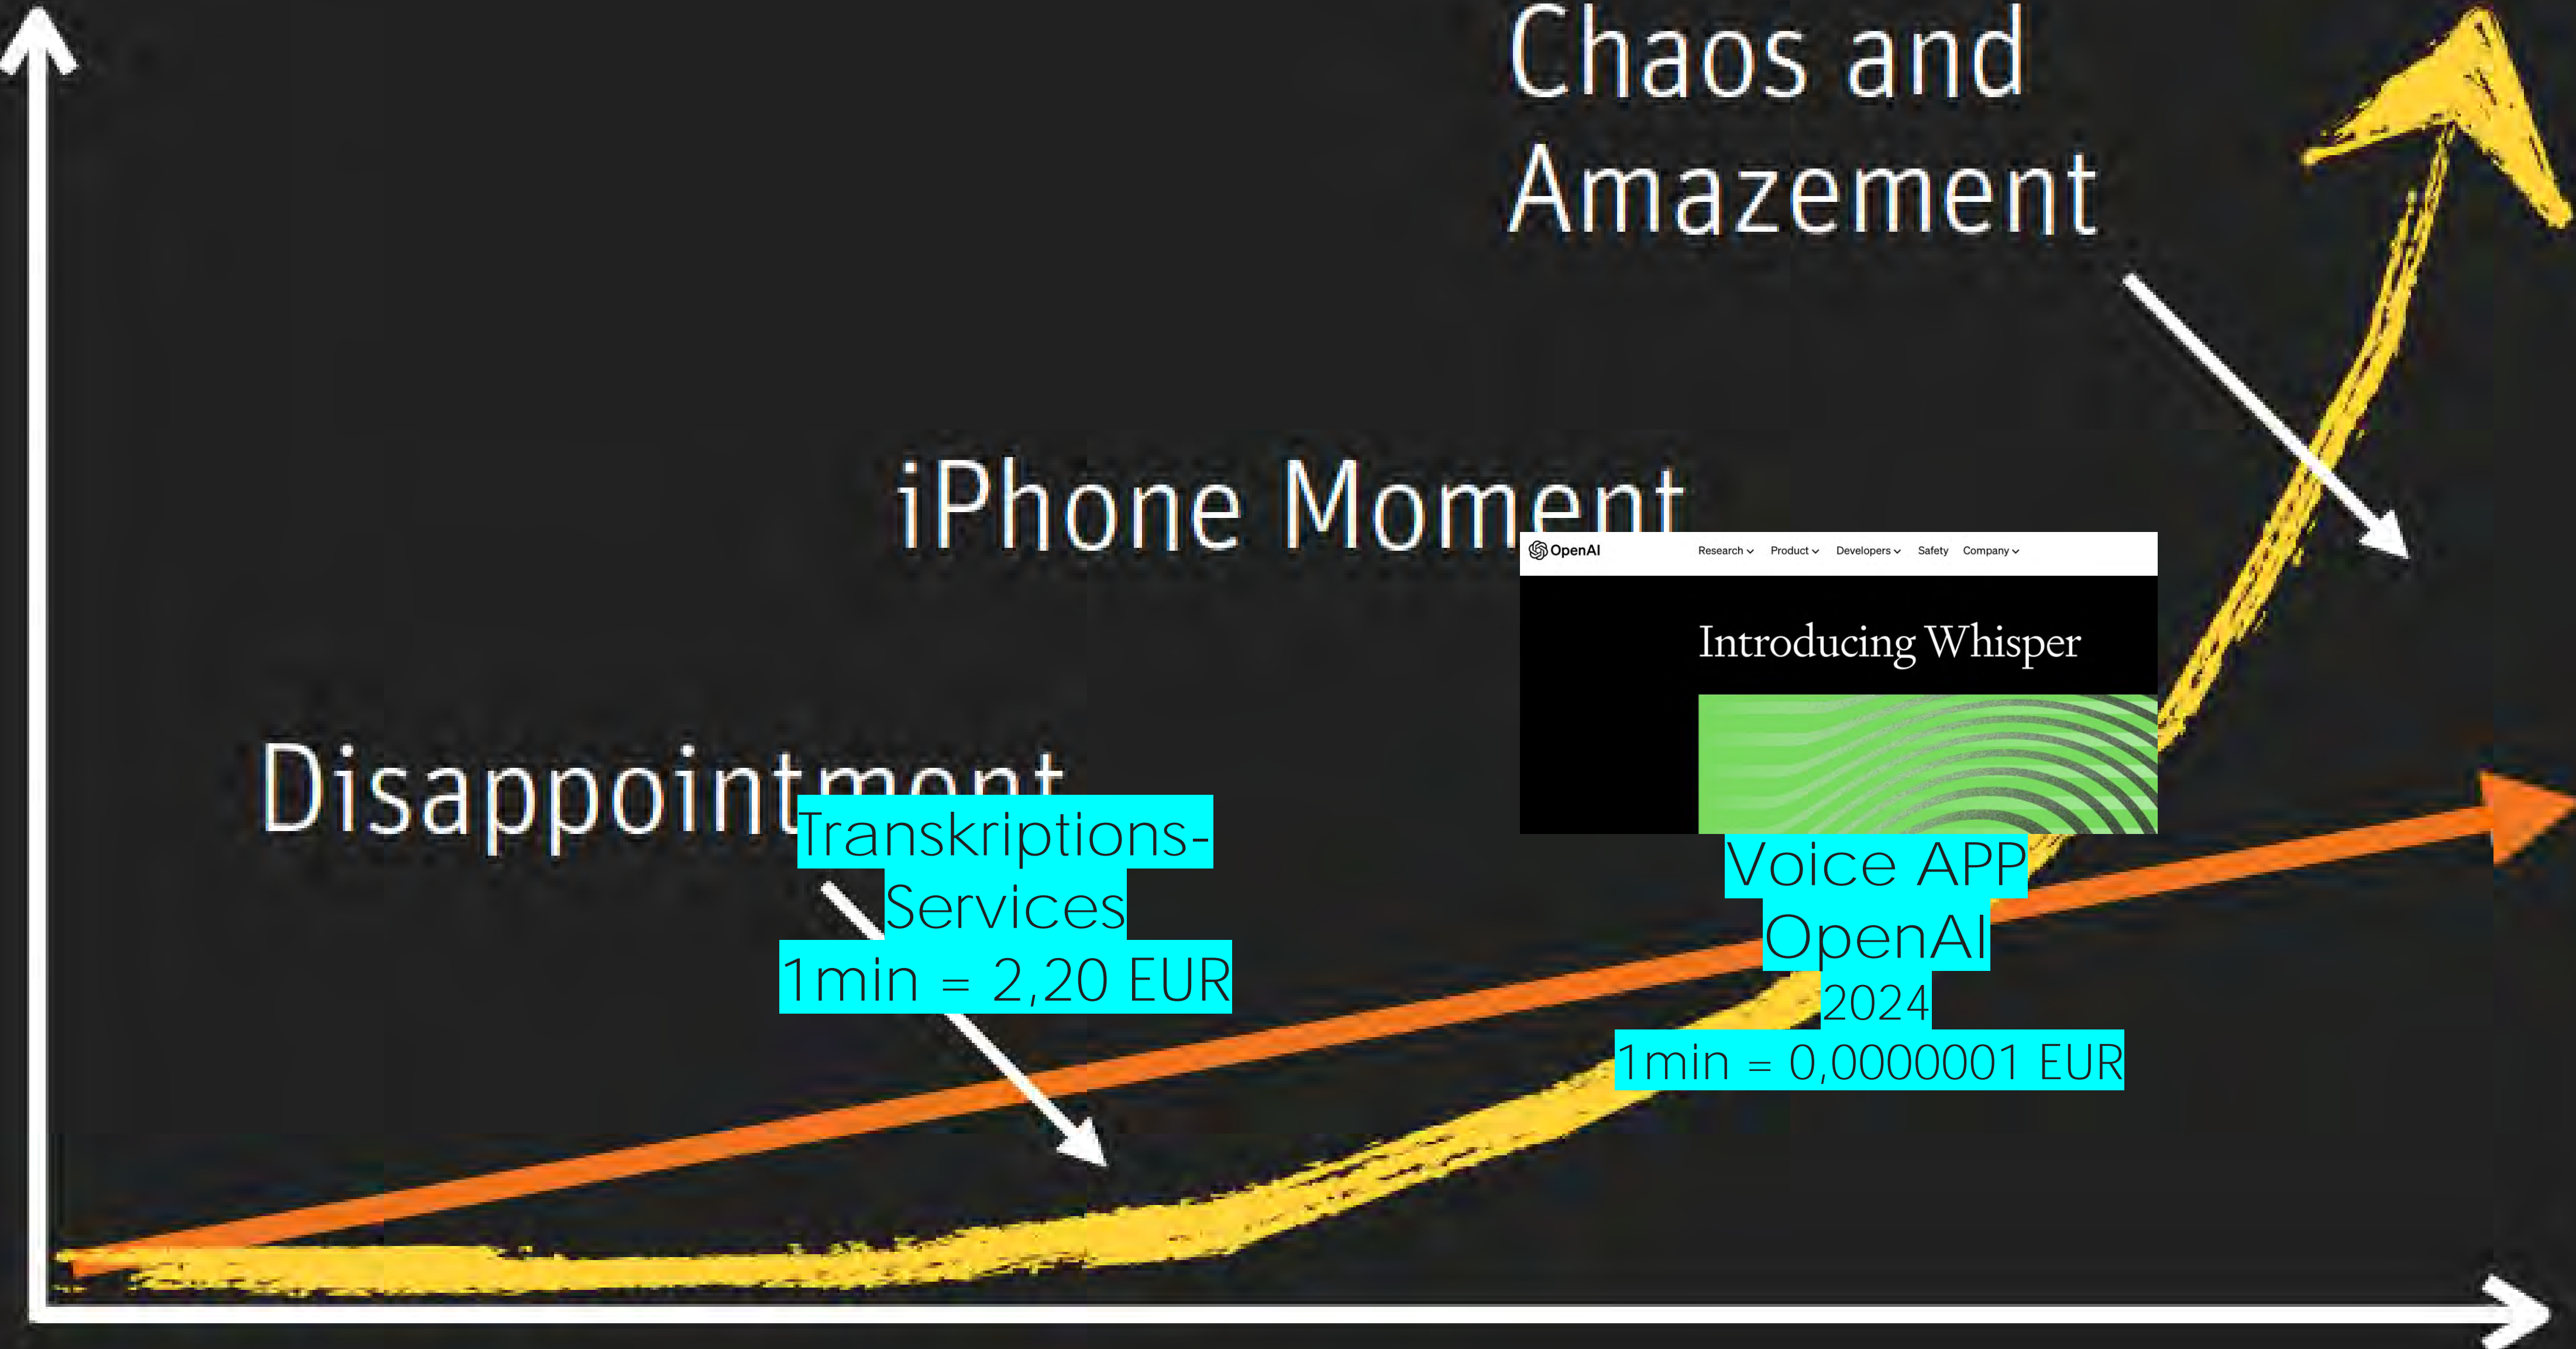 Chaos and
Amazement
iPhone Moment
OpenAI
Research Product Developers Safety Company
Introducing Whisper
Disappointment
Transkriptions-
Services
1min = 2,20 EUR
Voice APP
OpenAI
2024
1min = 0,0000001 EUR